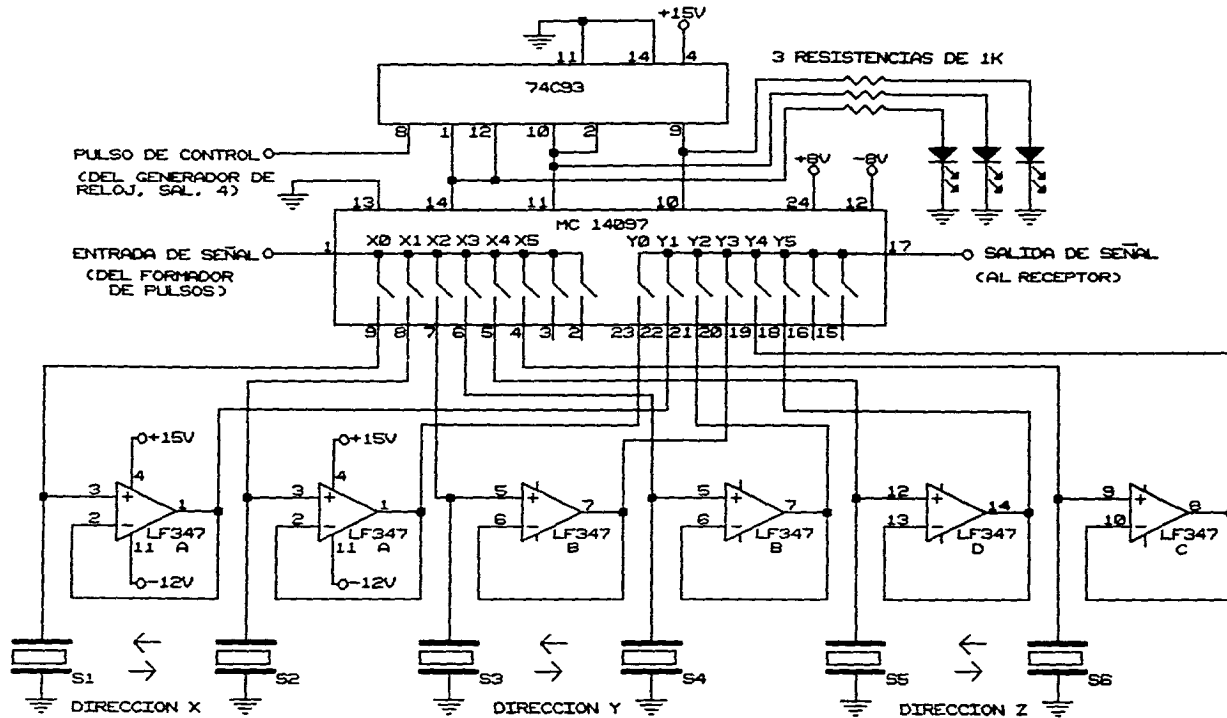 +15V
11 14 4
3 RESISTENCIAS DE 1K
74C93
8 1 12 10 2 9
PULSO DE CONTROL
(DEL GENERADOR DE
RELOJ, SAL. 4)
+8V -8V
13 14 11 10 24 12
MC 14097
1 X0 X1 X2 X3 X4 X5 Y0 Y1 Y2 Y3 Y4 Y5 17
ENTRADA DE SEÑAL
(DEL FORMADOR
DE PULSOS)
SALIDA DE SEÑAL
(AL RECEPTOR)
9 8 7 6 5 4 3 2 23 22 21 20 19 18 16 15
+15V +15V
4 4
3 1 3 1 5 7 5 7 12 14 9 8
2 2 6 6 13 10
LF347 LF347 LF347 LF347 LF347 LF347
A A B B D C
11 11
-12V -12V
S1 S2 S3 S4 S5 S6
DIRECCION X DIRECCION Y DIRECCION Z